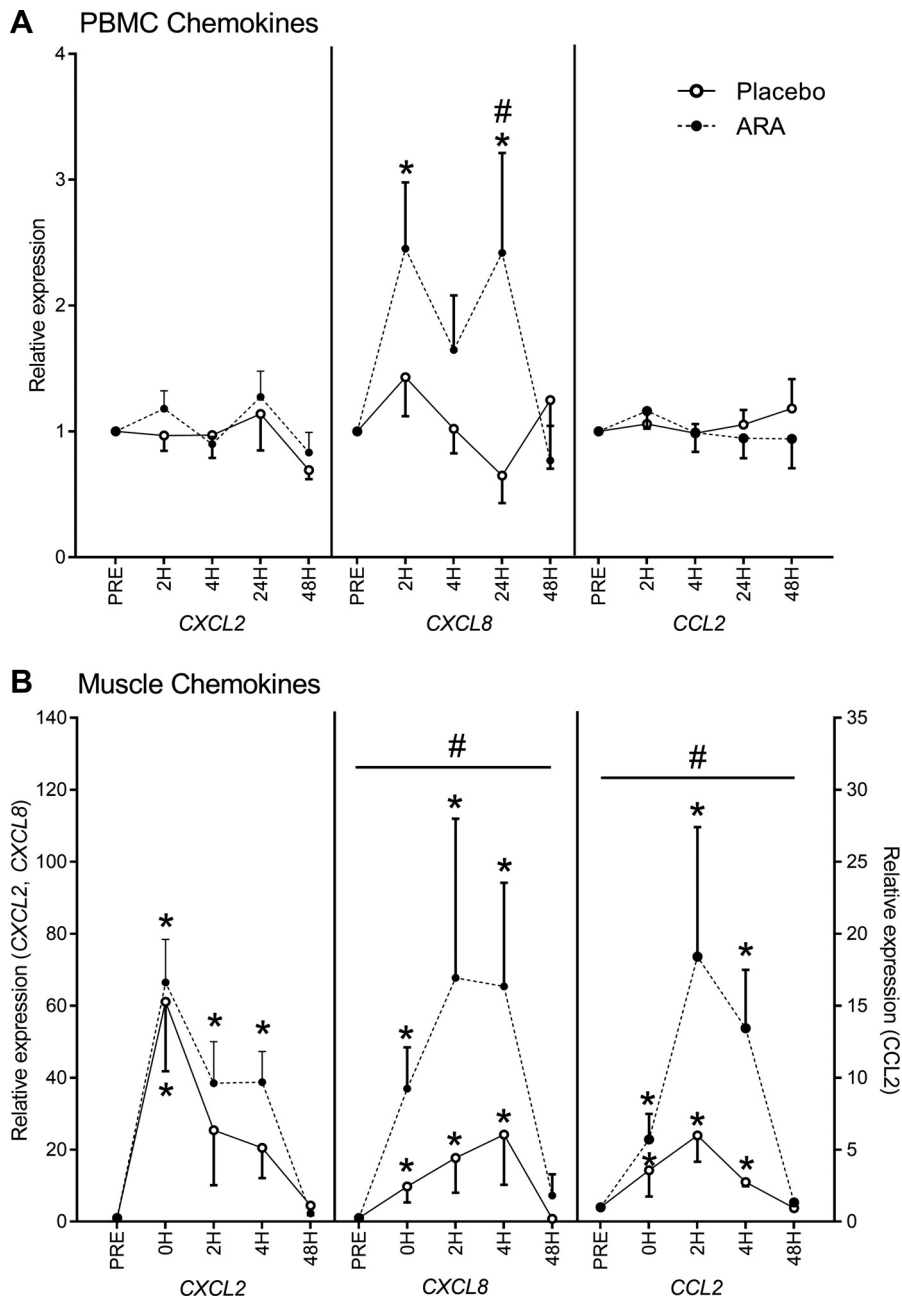 A PBMC Chemokines
4
3
2
1
0
Relative expression
Placebo
ARA
*
#
*
PRE 2H 4H 24H 48H
PRE 2H 4H 24H 48H
PRE 2H 4H 24H 48H
CXCL2
CXCL8
CCL2
B Muscle Chemokines
140
120
100
80
60
40
20
0
Relative expression (CXCL2, CXCL8)
* * * *
#
* * * * * *
#
* * * * * *
35
30
25
20
15
10
5
0
Relative expression (CCL2)
PRE 0H 2H 4H 48H
PRE 0H 2H 4H 48H
PRE 0H 2H 4H 48H
CXCL2
CXCL8
CCL2